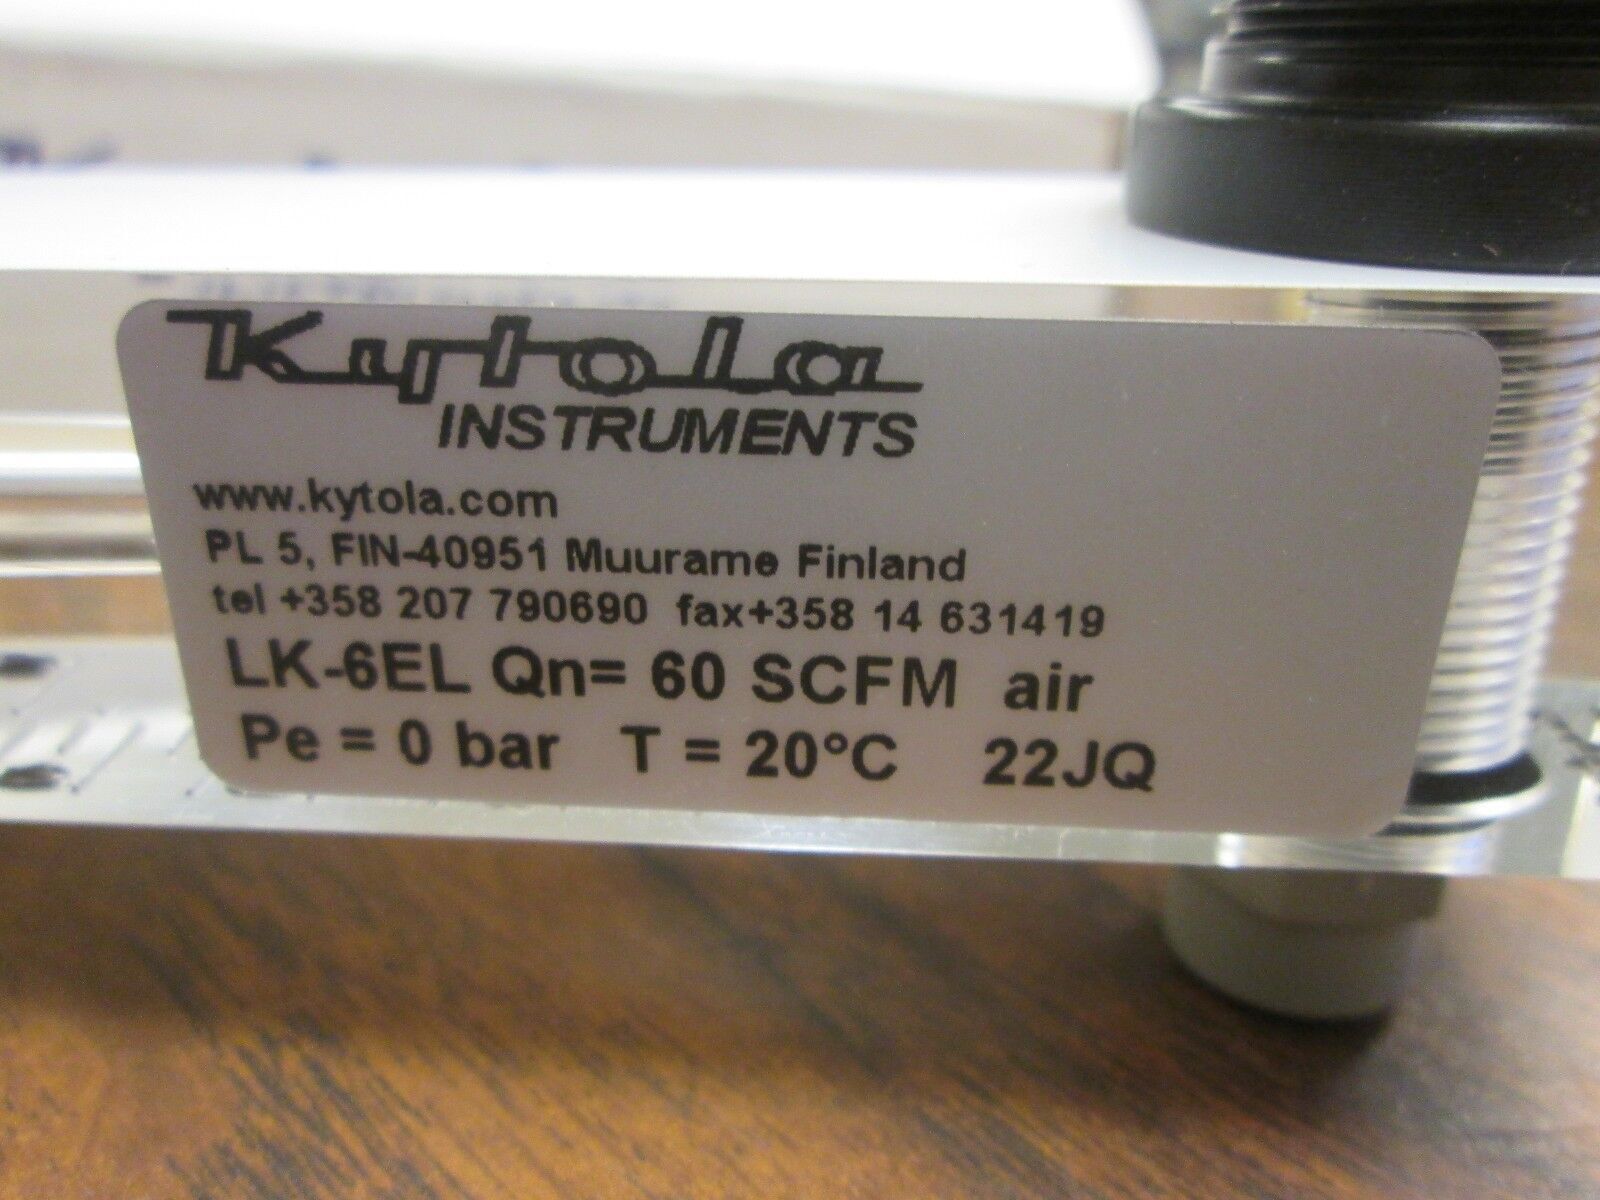 Kytola
INSTRUMENTS
www.kytola.com
PL 5, FIN-40951 Muurame Finland
tel +358 207 790690 fax+358 14 631419
LK-6EL Qn= 60 SCFM air
Pe = 0 bar T = 20°C 22JQ